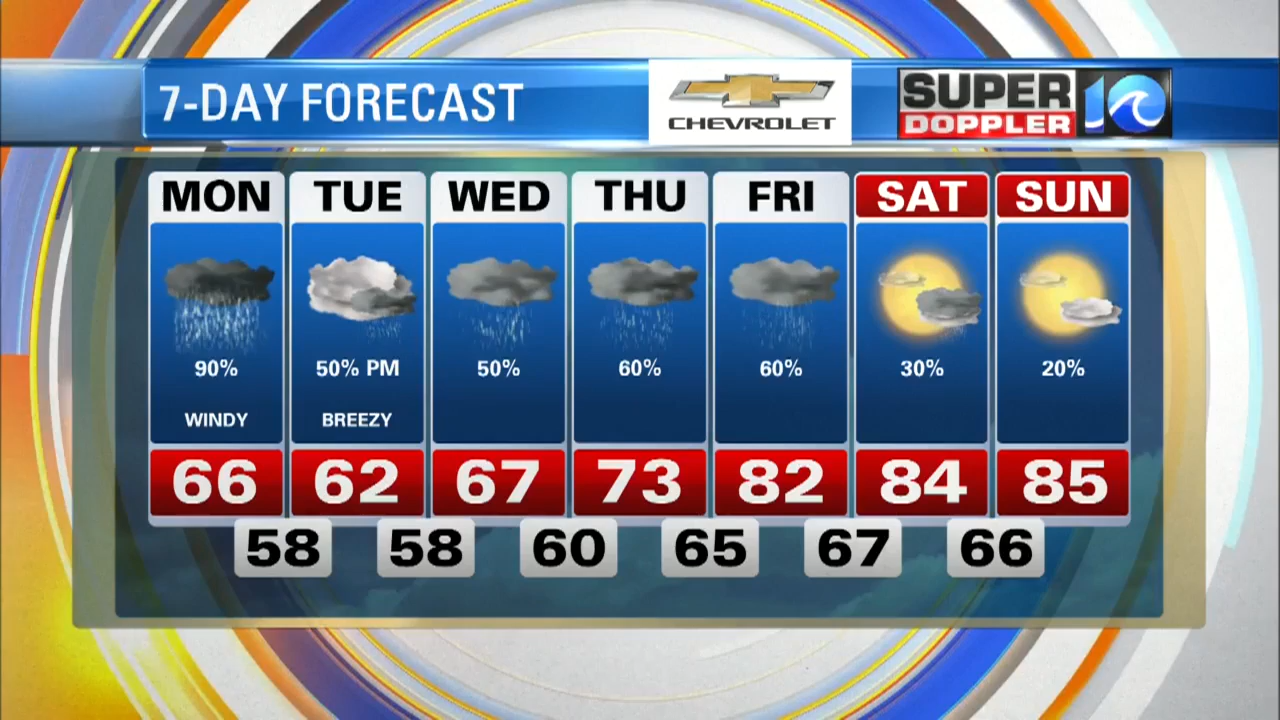 7-DAY FORECAST
CHEVROLET
SUPER
DOPPLER
10
MON TUE WED THU FRI SAT SUN
90% 50% PM 50% 60% 60% 30% 20%
WINDY BREEZY
66 62 67 73 82 84 85
58 58 60 65 67 66